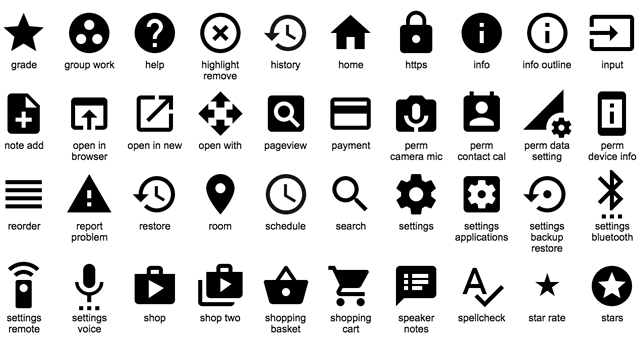 grade group work help highlight history home https info info outline input
remove
note add open in open in new open with pageview payment perm perm perm data perm
browser camera mic contact cal setting device info
reorder report restore room schedule search settings settings settings settings
problem applications backup bluetooth
restore
settings settings shop shop two shopping shopping speaker spellcheck star rate stars
remote voice basket cart notes